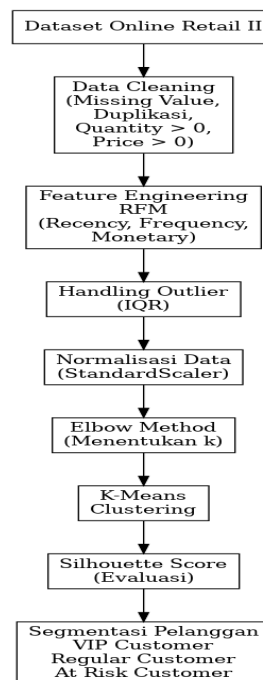 Dataset Online Retail II
Data Cleaning
(Missing Value,
Duplikasi,
Quantity > 0,
Price > 0)
Feature Engineering
RFM
(Recency, Frequency,
Monetary)
Handling Outlier
(IQR)
Normalisasi Data
(StandardScaler)
Elbow Method
(Menentukan k)
K-Means
Clustering
Silhouette Score
(Evaluasi)
Segmentasi Pelanggan
VIP Customer
Regular Customer
At Risk Customer